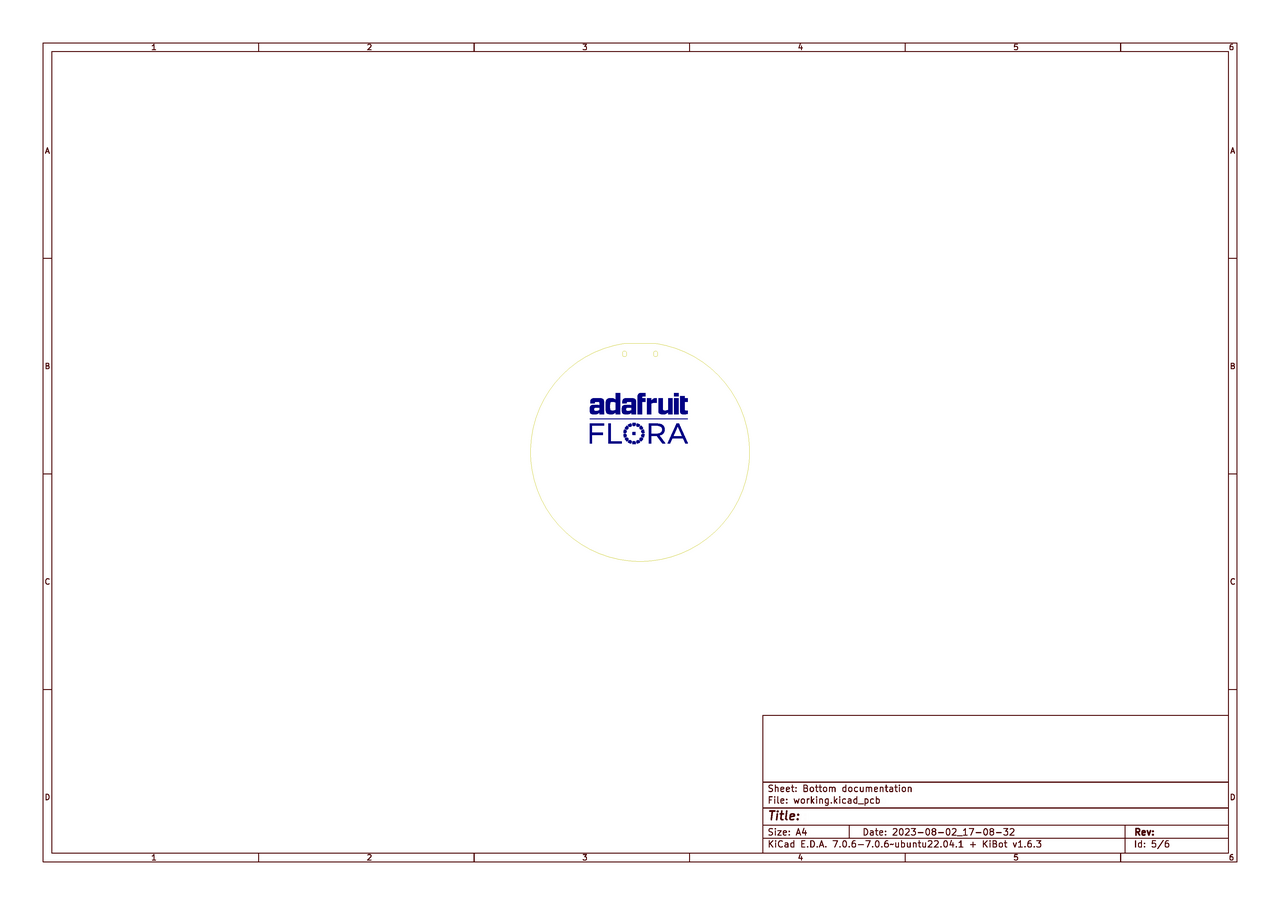 1 2 3 4 5 6
A A
B B
adafruit
FLORA
C C
Sheet: Bottom documentation
File: working.kicad_pcb
D D
Title:
Size: A4 Date: 2023-08-02_17-08-32 Rev:
KiCad E.D.A. 7.0.6-7.0.6~ubuntu22.04.1 + KiBot v1.6.3 Id: 5/6
1 2 3 4 5 6